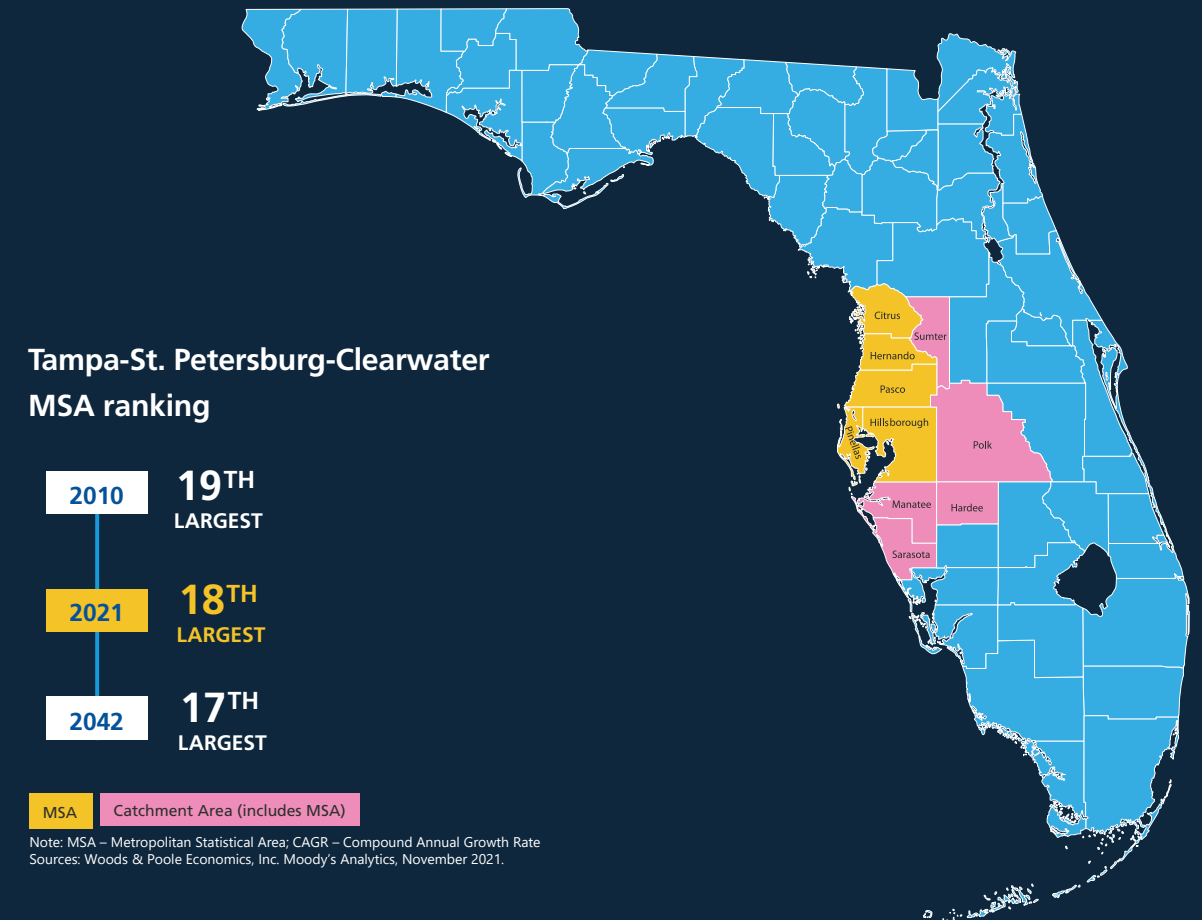 Tampa-St. Petersburg-Clearwater
MSA ranking
2010
19TH
LARGEST
2021
18TH
LARGEST
2042
17TH
LARGEST
MSA
Catchment Area (includes MSA)
Note: MSA – Metropolitan Statistical Area; CAGR – Compound Annual Growth Rate
Sources: Woods & Poole Economics, Inc. Moody's Analytics, November 2021.
Citrus
Sumter
Hernando
Pasco
Hillsborough
Pinellas
Polk
Manatee
Hardee
Sarasota